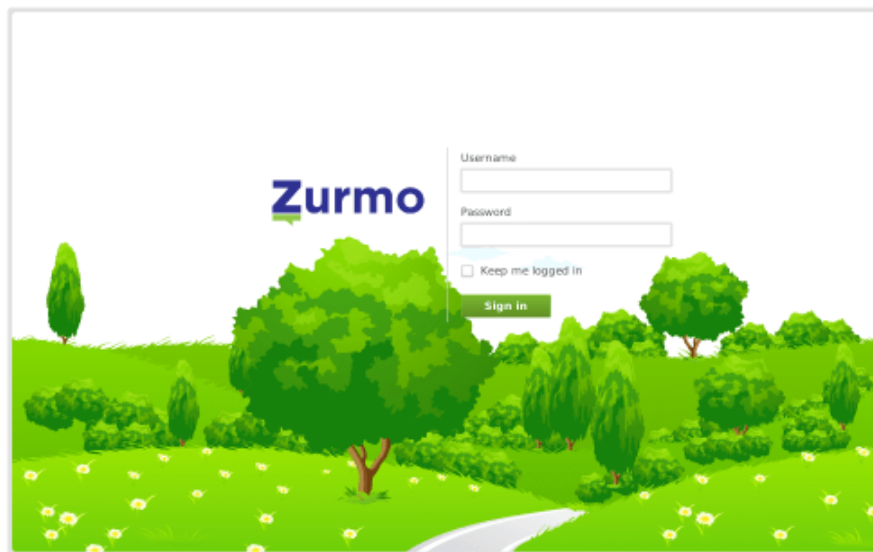 Zurmo
Username
Password
Keep me logged in
Sign in